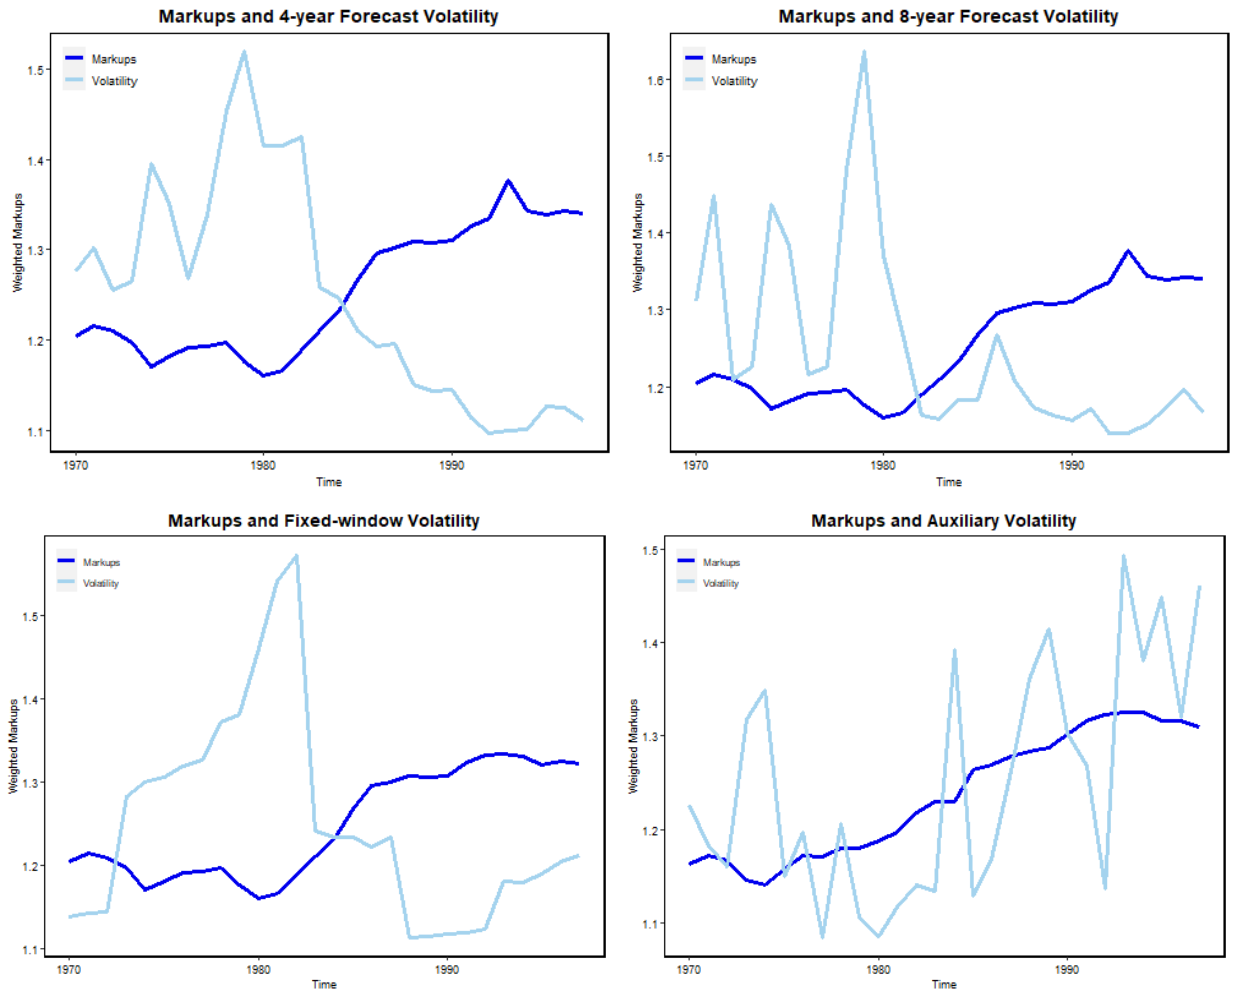 Markups and 4-year Forecast Volatility
Markups
Volatility
1.5
1.4
1.3
1.2
1.1
Weighted Markups
1970
1980
1990
Time
Markups and 8-year Forecast Volatility
Markups
Volatility
1.6
1.5
1.4
1.3
1.2
Weighted Markups
1970
1980
1990
Time
Markups and Fixed-window Volatility
Markups
Volatility
1.5
1.4
1.3
1.2
1.1
Weighted Markups
1970
1980
1990
Time
Markups and Auxiliary Volatility
Markups
Volatility
1.5
1.4
1.3
1.2
1.1
Weighted Markups
1970
1980
1990
Time